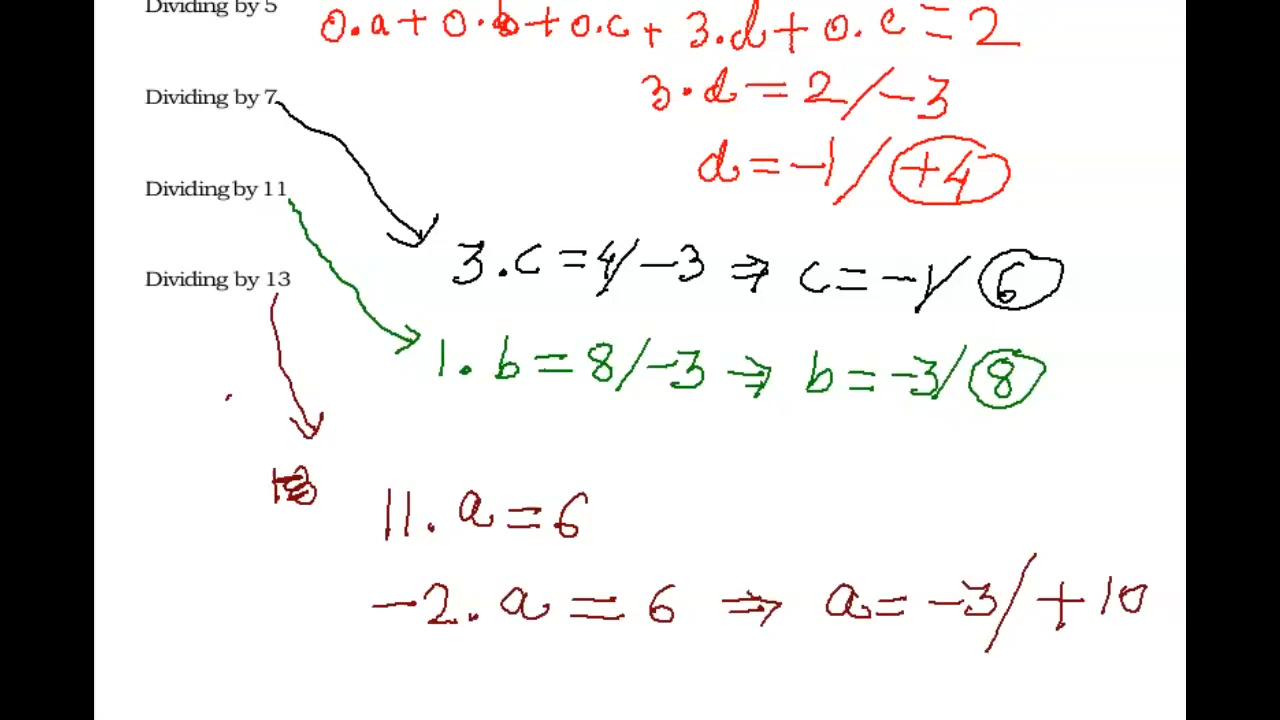 Dividing by 5
0.a + 0.b + 0.c + 3.d + 0.c = 2
3.d = 2/-3
Dividing by 7
d = -1/+4
Dividing by 11
3.c = 4/-3 ⇒ c = -1/6
Dividing by 13
1.b = 8/-3 ⇒ b = -3/8
11.a = 6
-2.a = 6 ⇒ a = -3/+10